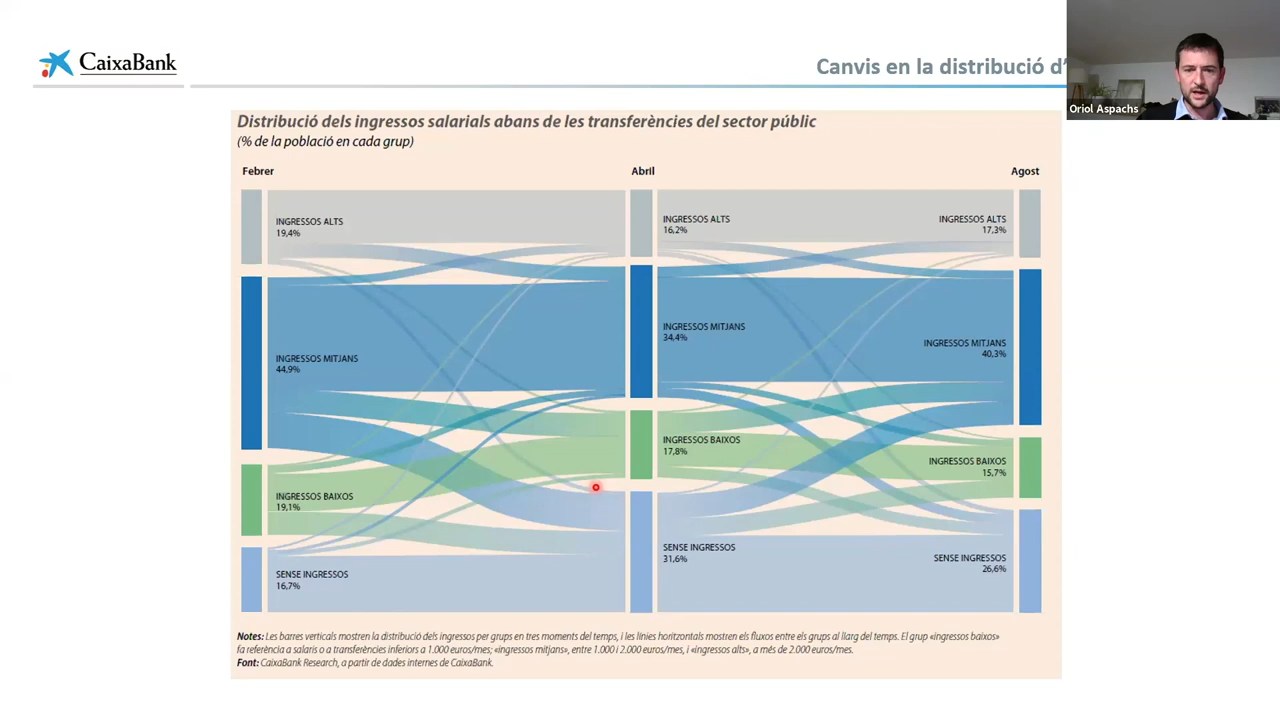 CaixaBank
Canvis en la distribució d'
Oriol Aspachs
Distribució dels ingressos salarials abans de les transferències del sector públic
(% de la població en cada grup)
Febrer
Abril
Agost
INGRESSOS ALTS
19,4%
INGRESSOS ALTS
16,2%
INGRESSOS ALTS
17,3%
INGRESSOS MITJANS
44,9%
INGRESSOS MITJANS
34,4%
INGRESSOS MITJANS
40,3%
INGRESSOS BAIXOS
19,1%
INGRESSOS BAIXOS
17,8%
INGRESSOS BAIXOS
15,7%
SENSE INGRESSOS
16,7%
SENSE INGRESSOS
31,6%
SENSE INGRESSOS
26,6%
Notes: Les barres verticals mostren la distribució dels ingressos per grups en tres moments del temps, i les línies horitzontals mostren els fluxos entre els grups al llarg del temps. El grup «ingressos baixos»
fa referència a salaris o a transferències inferiors a 1.000 euros/mes; «ingressos mitjans», entre 1.000 i 2.000 euros/mes, i «ingressos alts», a més de 2.000 euros/mes.
Font: CaixaBank Research, a partir de dades internes de CaixaBank.